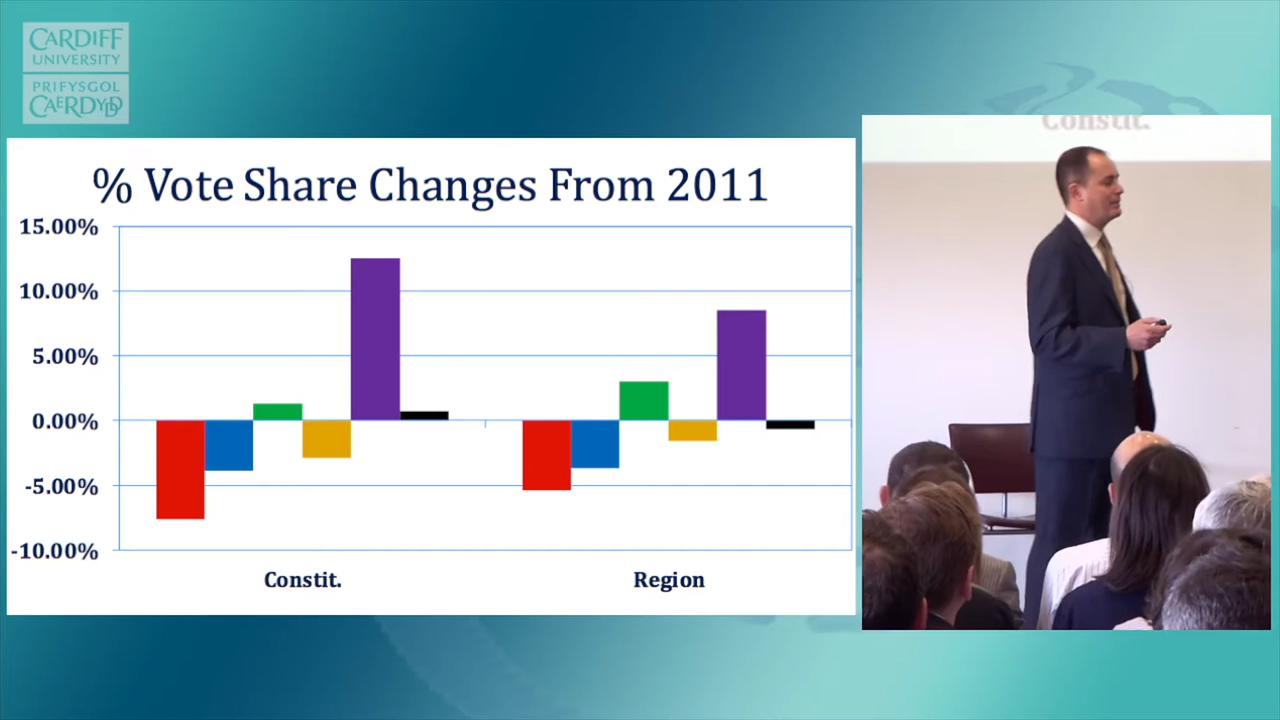 CARDIFF
UNIVERSITY
PRIFYSGOL
CAERDYDD
% Vote Share Changes From 2011
15.00%
10.00%
5.00%
0.00%
-5.00%
-10.00%
Constit.
Region
Constit.